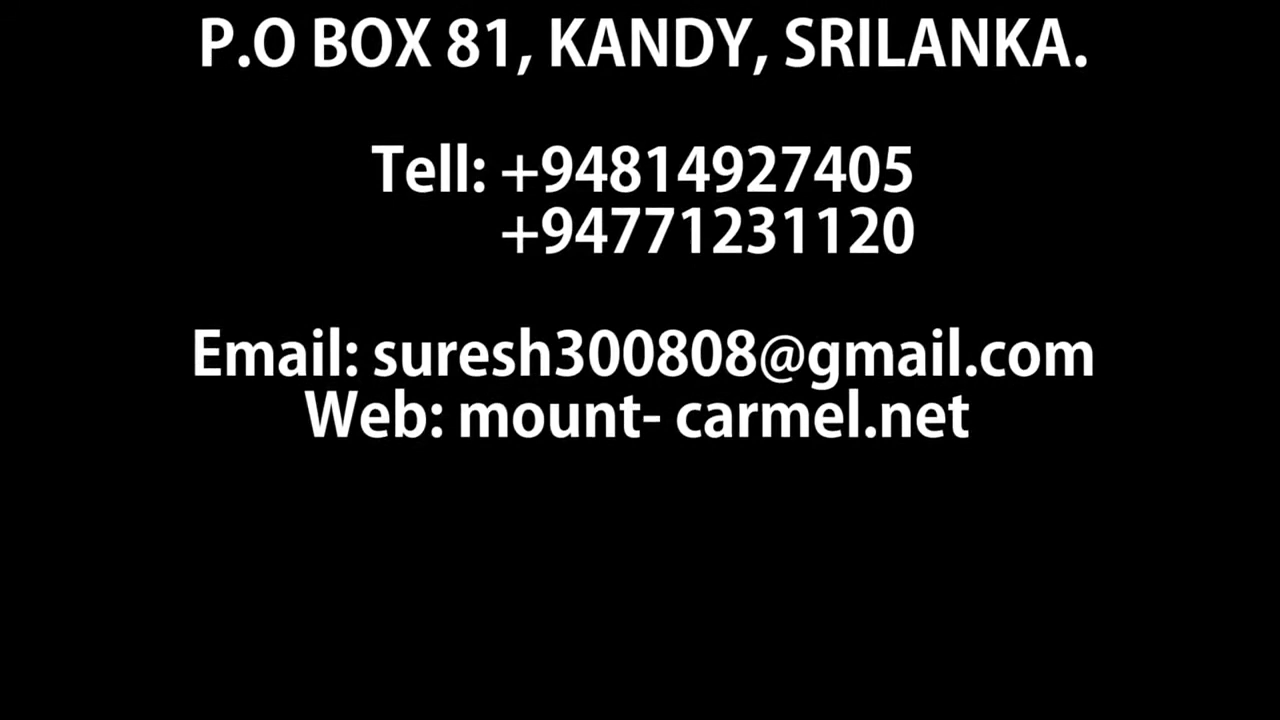 P.O BOX 81, KANDY, SRILANKA.
Tell: +94814927405
+94771231120
Email: suresh300808@gmail.com
Web: mount- carmel.net